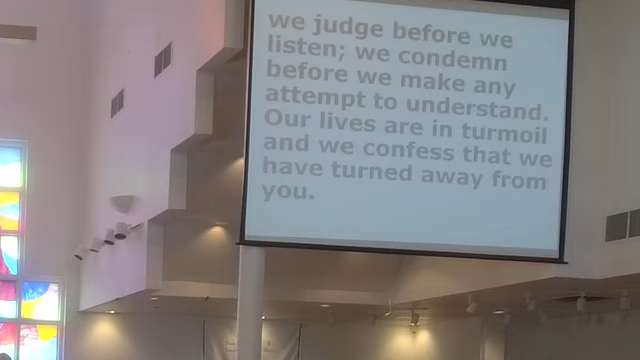 we judge before we
listen; we condemn
before we make any
attempt to understand.
Our lives are in turmoil
and we confess that we
have turned away from
you.